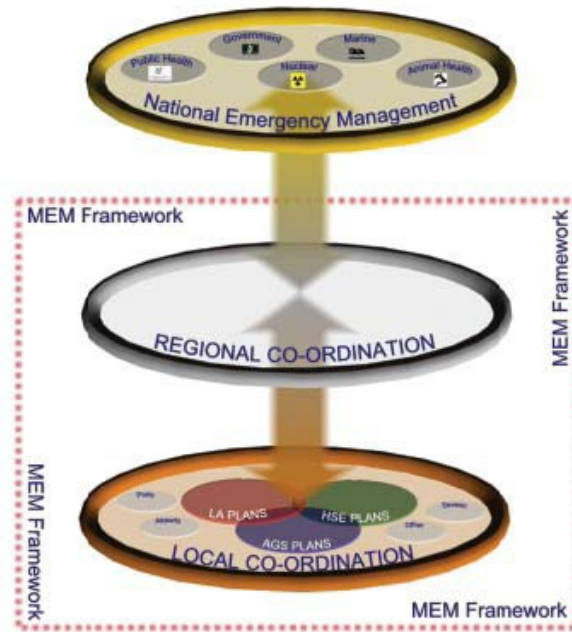 Government
Marine
Public Health
Nuclear
Animal Health
National Emergency Management
MEM Framework
MEM Framework
REGIONAL CO-ORDINATION
MEM Framework
LA PLANS
HSE PLANS
Other
AGS PLANS
LOCAL CO-ORDINATION
MEM Framework